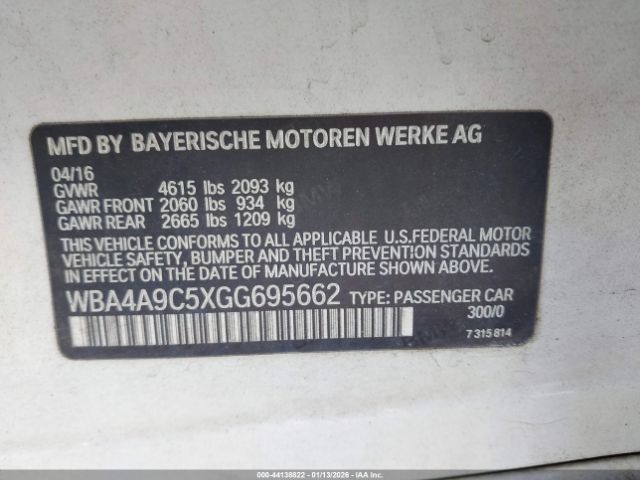 MFD BY BAYERISCHE MOTOREN WERKE AG
04/16
GVWR 4615 lbs 2093 kg
GAWR FRONT 2060 lbs 934 kg
GAWR REAR 2665 lbs 1209 kg
THIS VEHICLE CONFORMS TO ALL APPLICABLE U.S.FEDERAL MOTOR
VEHICLE SAFETY, BUMPER AND THEFT PREVENTION STANDARDS
IN EFFECT ON THE DATE OF MANUFACTURE SHOWN ABOVE.
WBA4A9C5XGG695662 TYPE: PASSENGER CAR
300/0
7 315 814
000-44138822 - 01/13/2026 - IAAI.CA